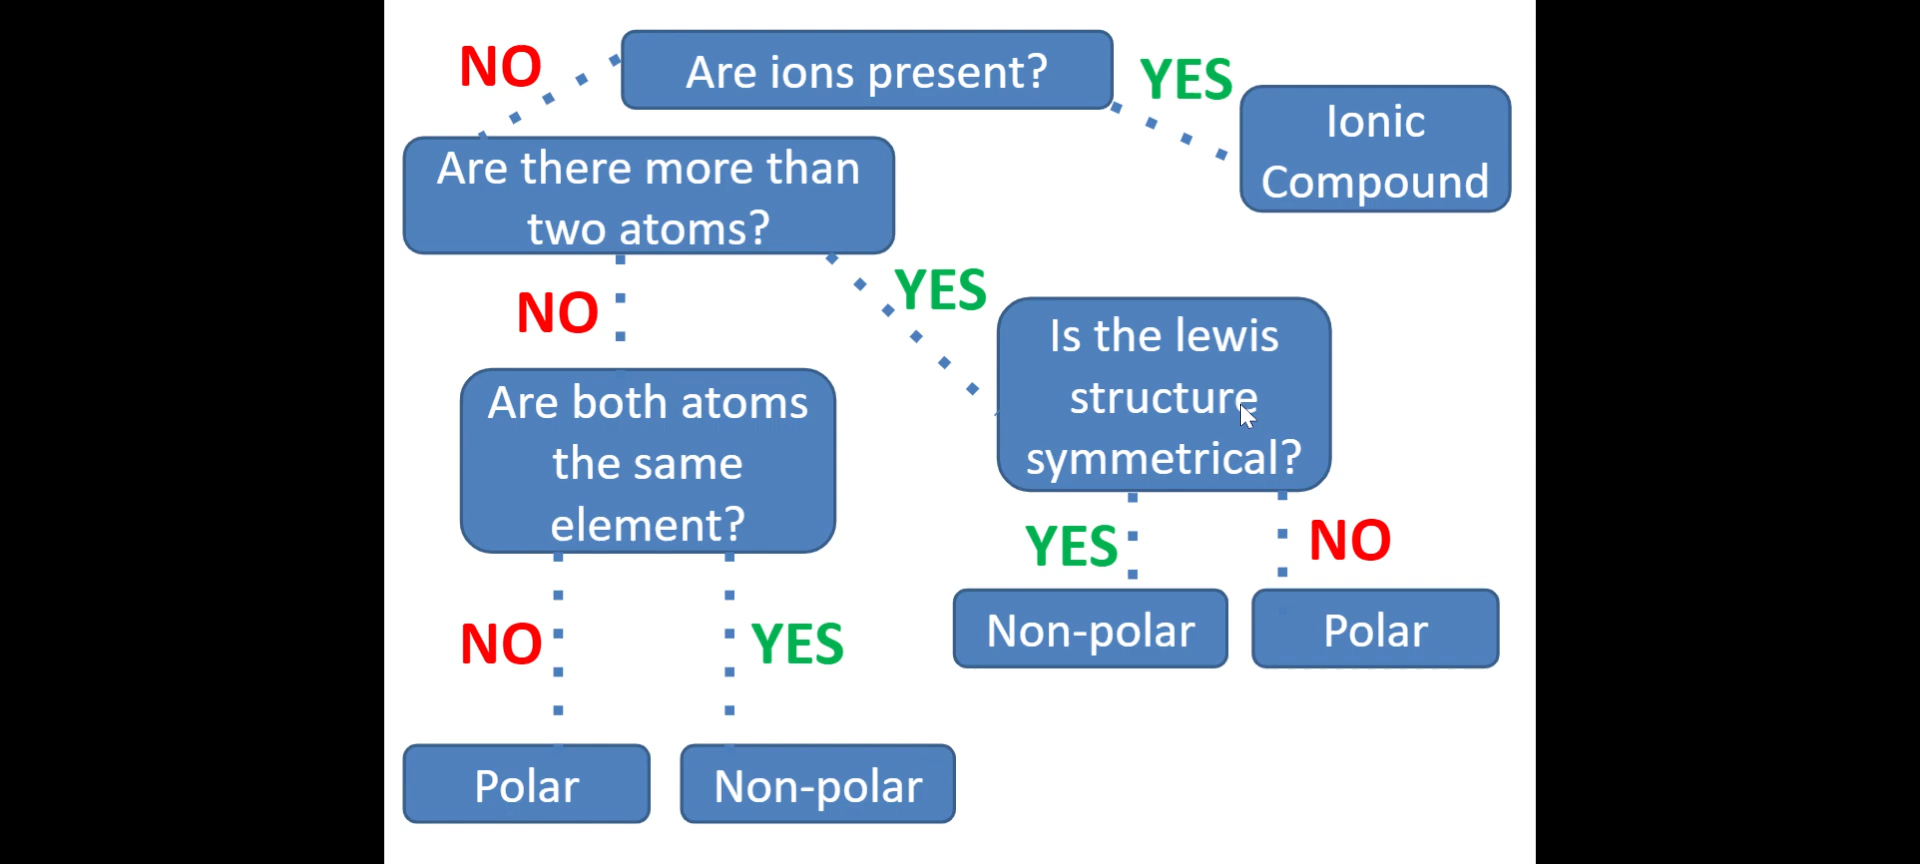 NO
Are ions present?
YES
Ionic
Compound
Are there more than
two atoms?
NO
YES
Is the lewis
structure
symmetrical?
Are both atoms
the same
element?
YES
NO
Non-polar
Polar
NO
YES
Polar
Non-polar